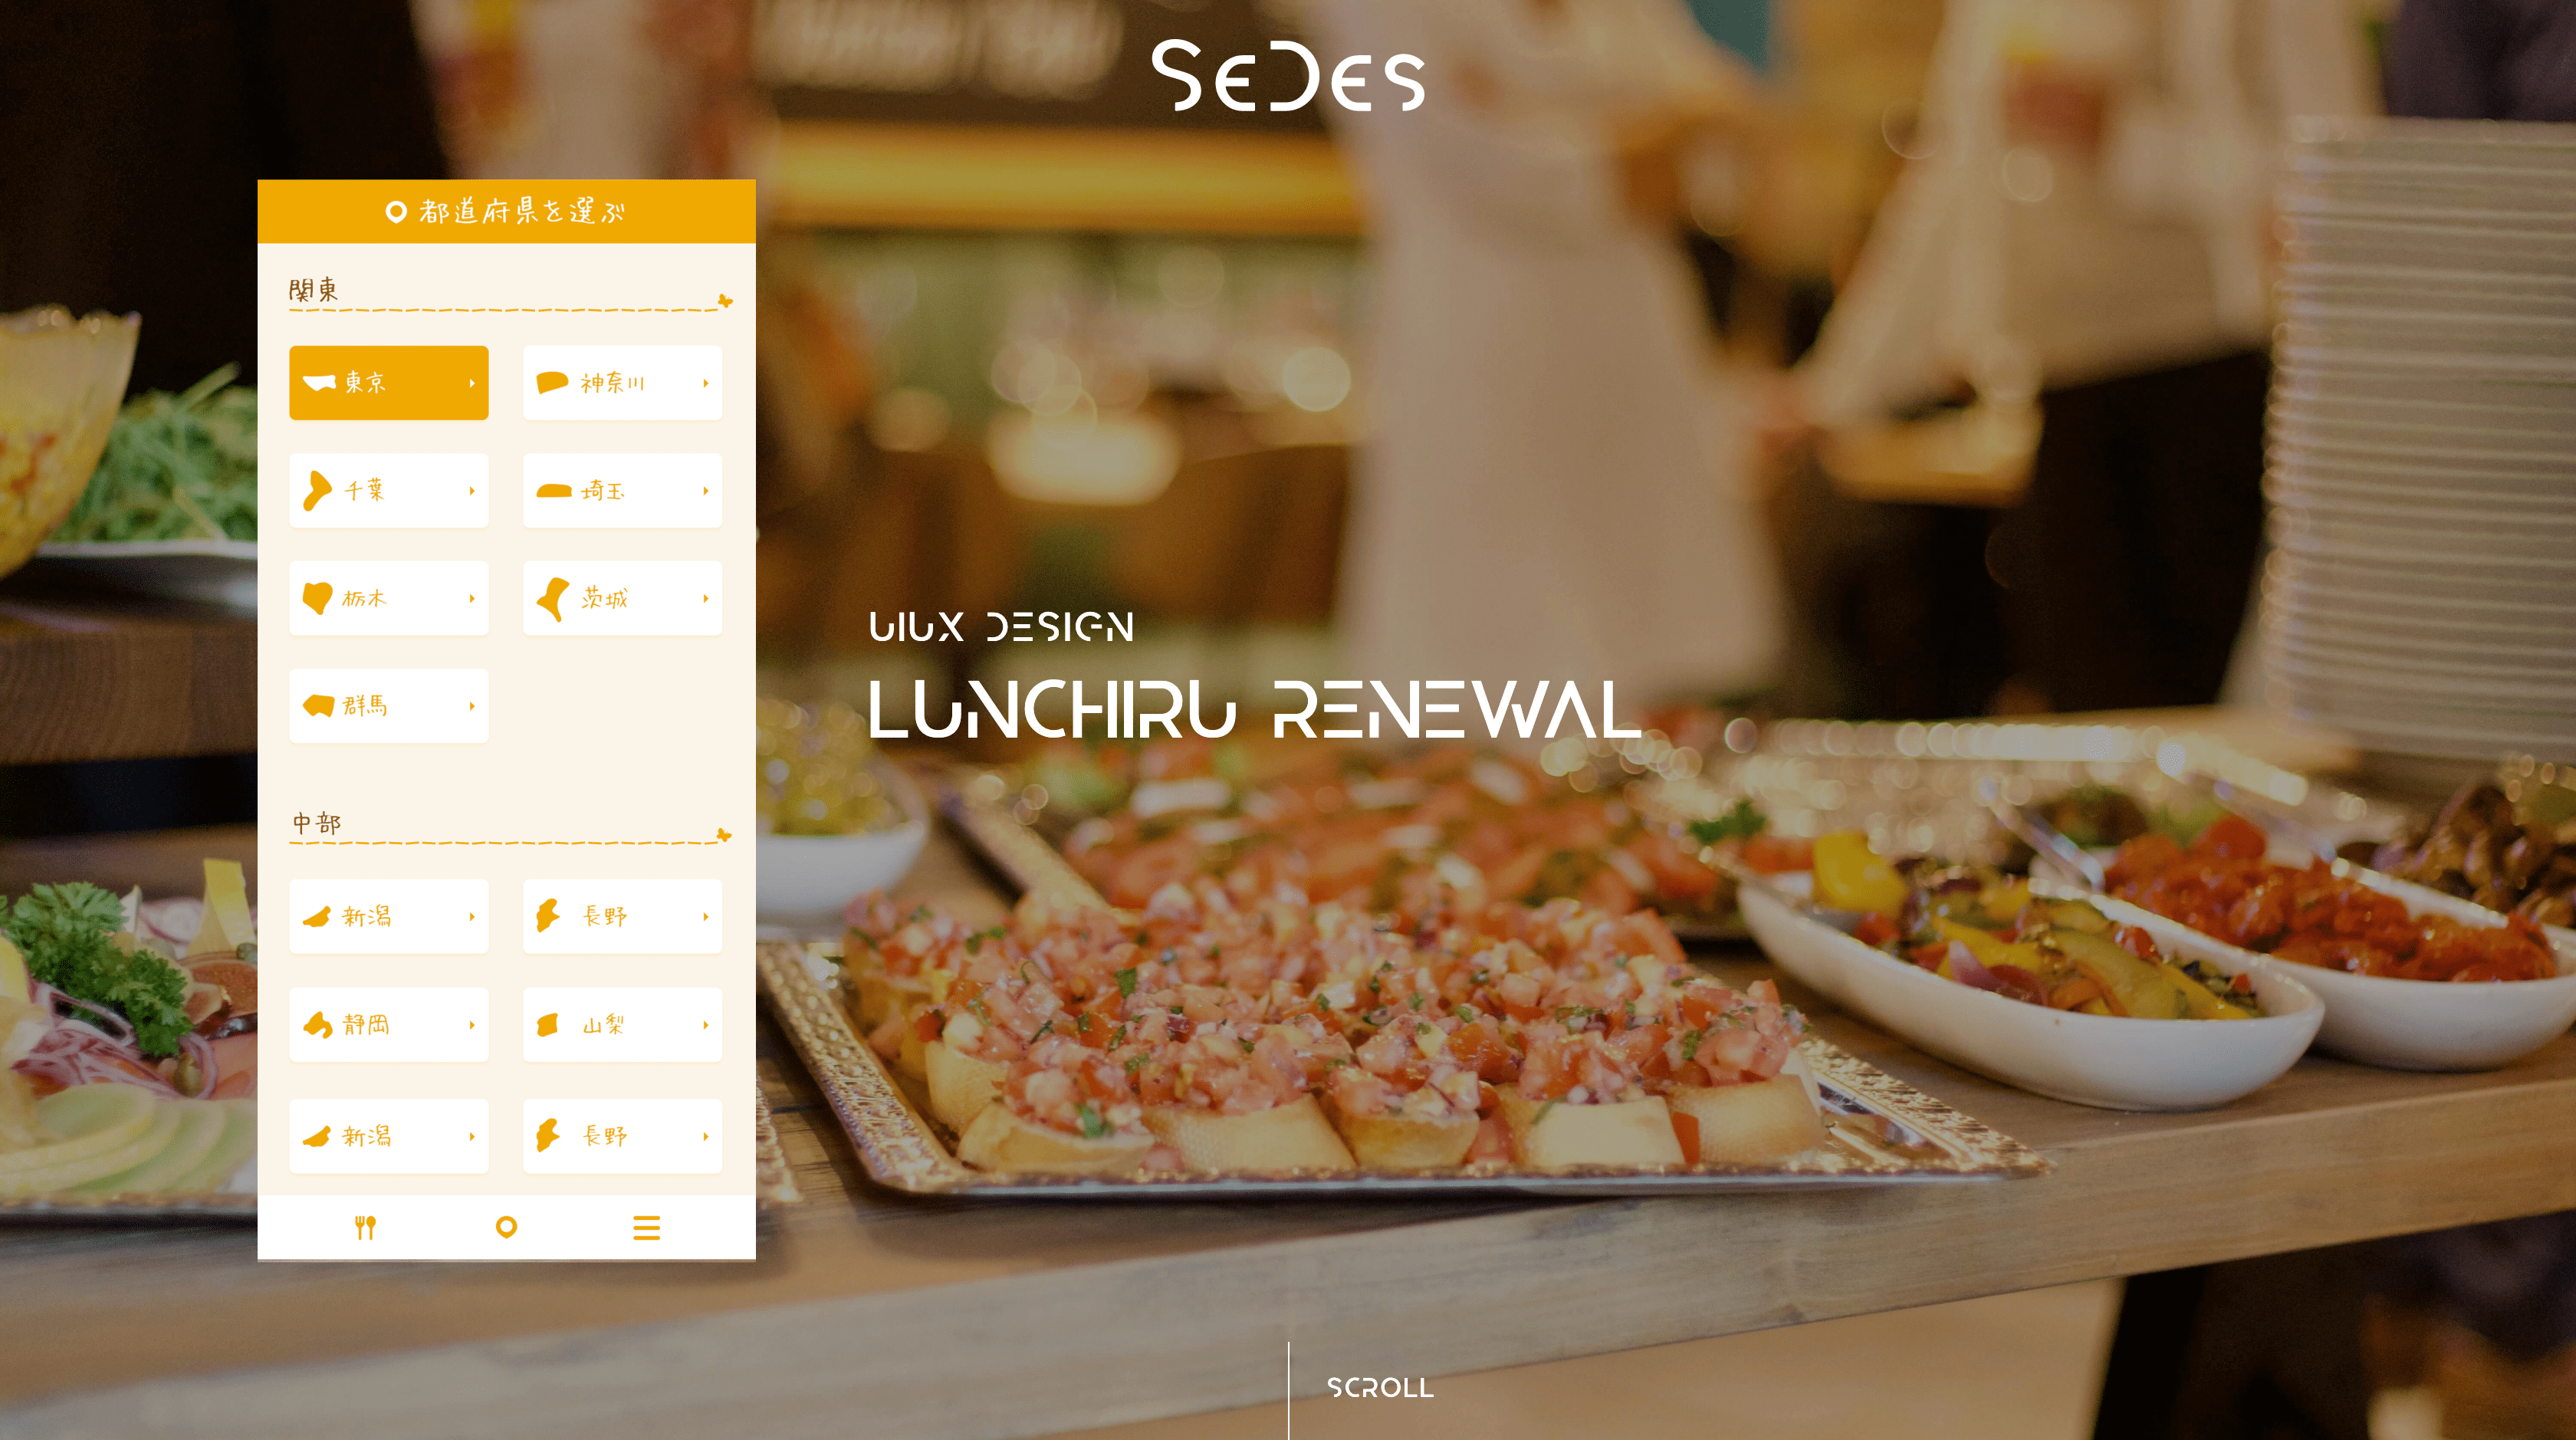 SEDES
都道府県を選ぶ
関東
東京
神奈川
千葉
埼玉
栃木
茨城
群馬
中部
新潟
長野
静岡
山梨
新潟
長野
UIUX DESIGN
LUNCHIRU RENEWAL
SCROLL